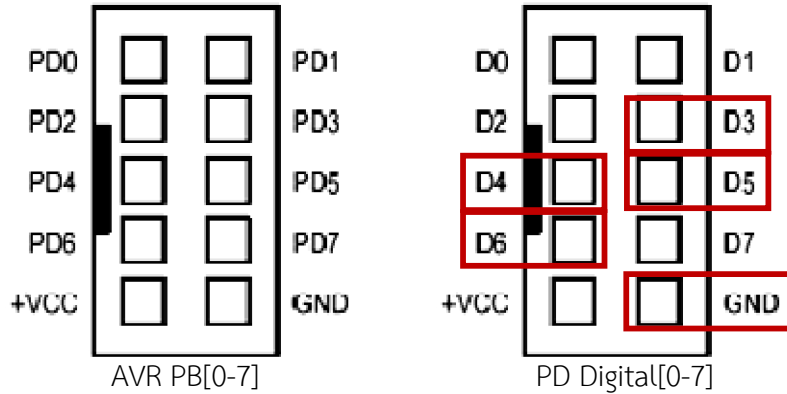 PD0 PD1 D0 D1
PD2 PD3 D2 D3
PD4 PD5 D4 D5
PD6 PD7 D6 D7
+VCC GND +VCC GND
AVR PB[0-7] PD Digital[0-7]